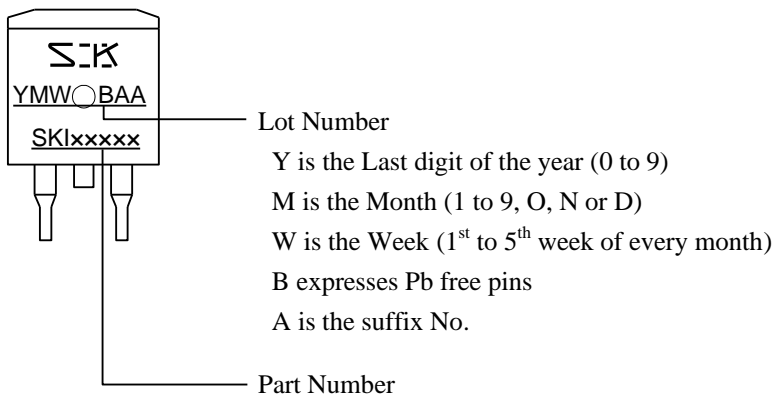 SK
YMW○BAA
SKI×××××
Lot Number
Y is the Last digit of the year (0 to 9)
M is the Month (1 to 9, O, N or D)
W is the Week (1st to 5th week of every month)
B expresses Pb free pins
A is the suffix No.
Part Number